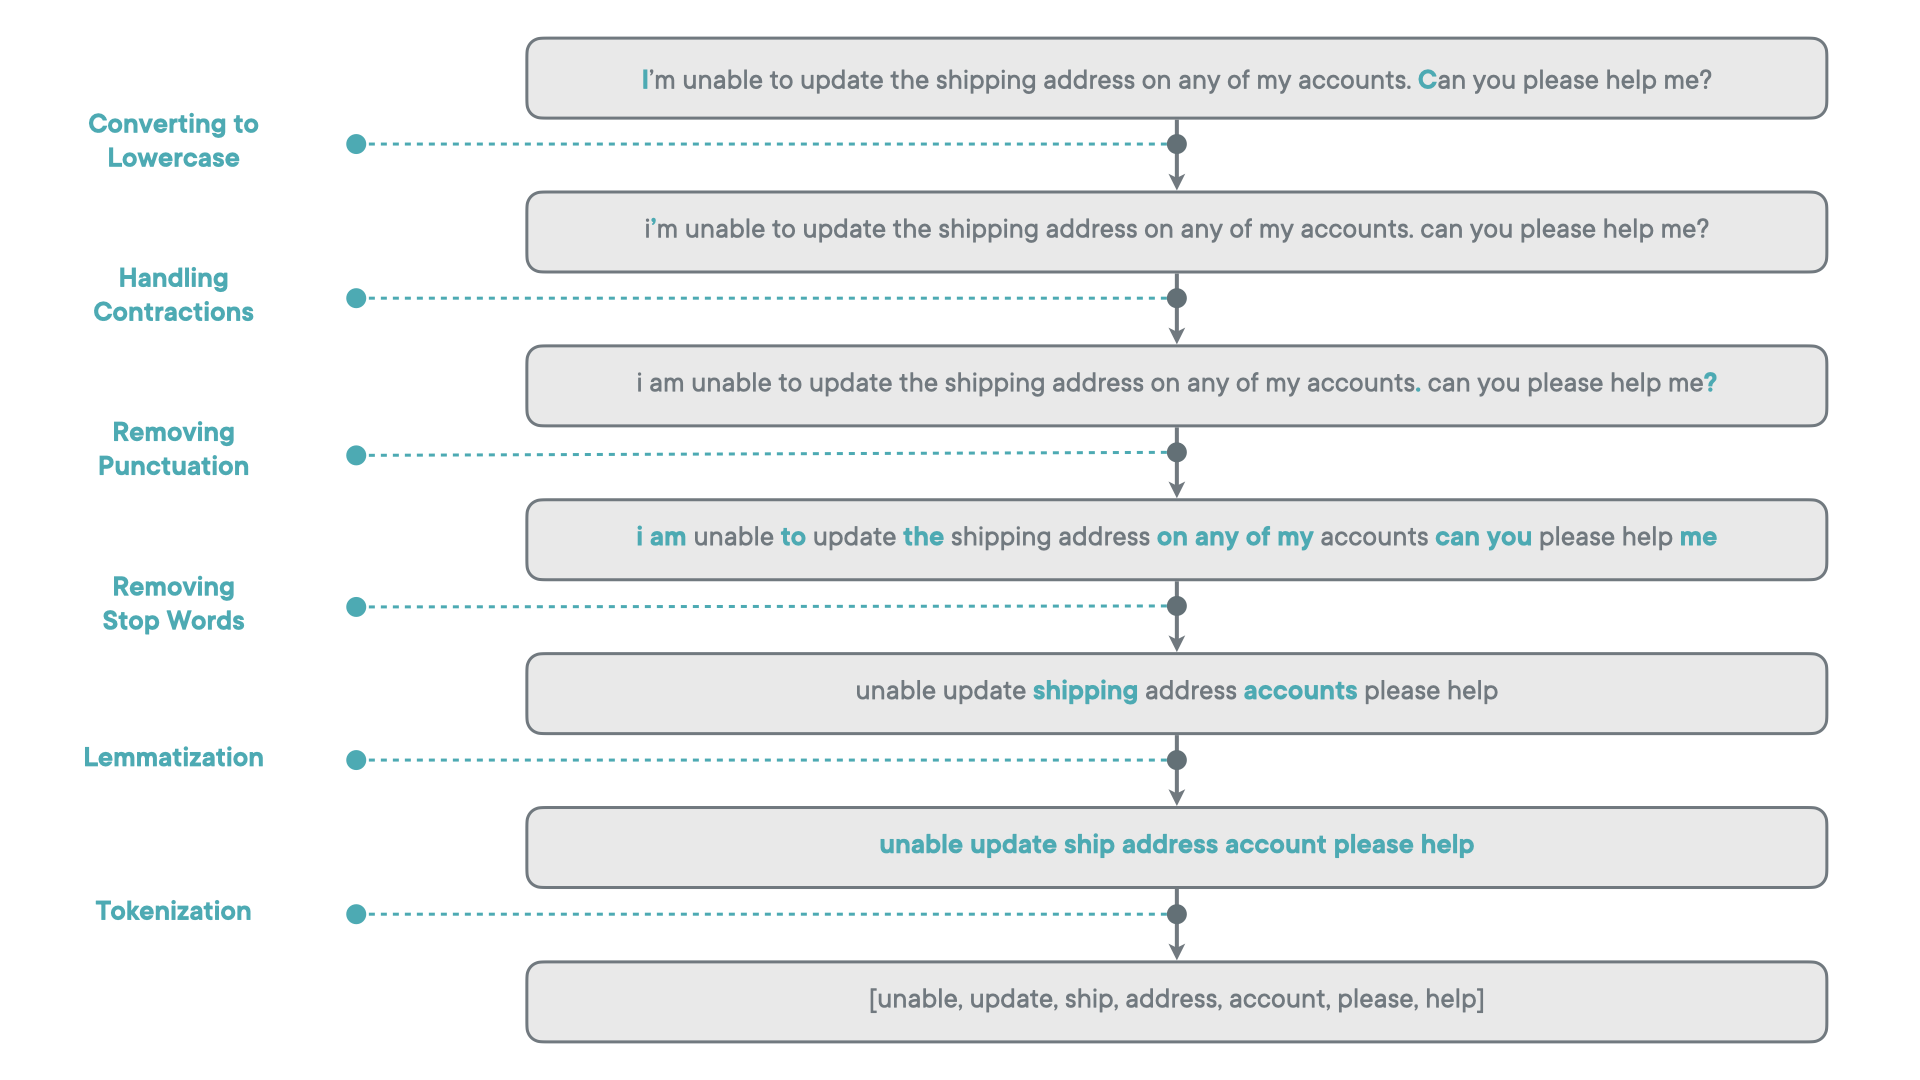 I’m unable to update the shipping address on any of my accounts. Can you please help me?
Converting to
Lowercase
i’m unable to update the shipping address on any of my accounts. can you please help me?
Handling
Contractions
i am unable to update the shipping address on any of my accounts. can you please help me?
Removing
Punctuation
i am unable to update the shipping address on any of my accounts can you please help me
Removing
Stop Words
unable update shipping address accounts please help
Lemmatization
unable update ship address account please help
Tokenization
[unable, update, ship, address, account, please, help]